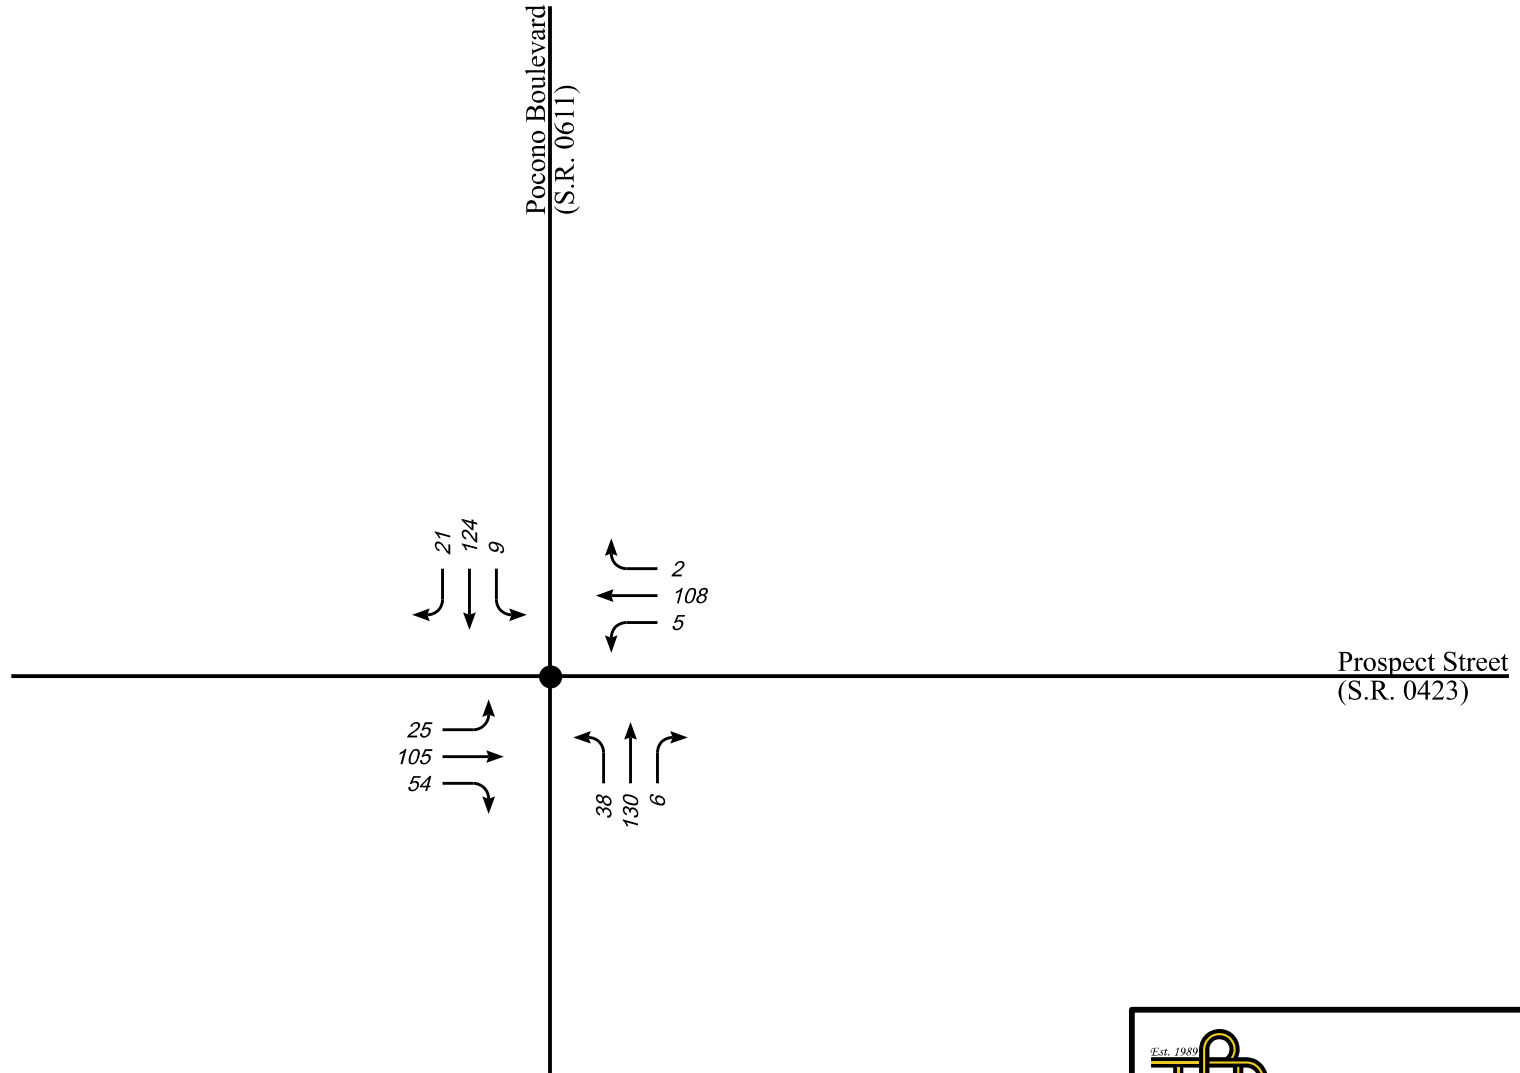 Pocono Boulevard
(S.R. 0611)
21
124
9
2
108
5
Prospect Street
(S.R. 0423)
25
105
54
38
130
6
Est. 1989